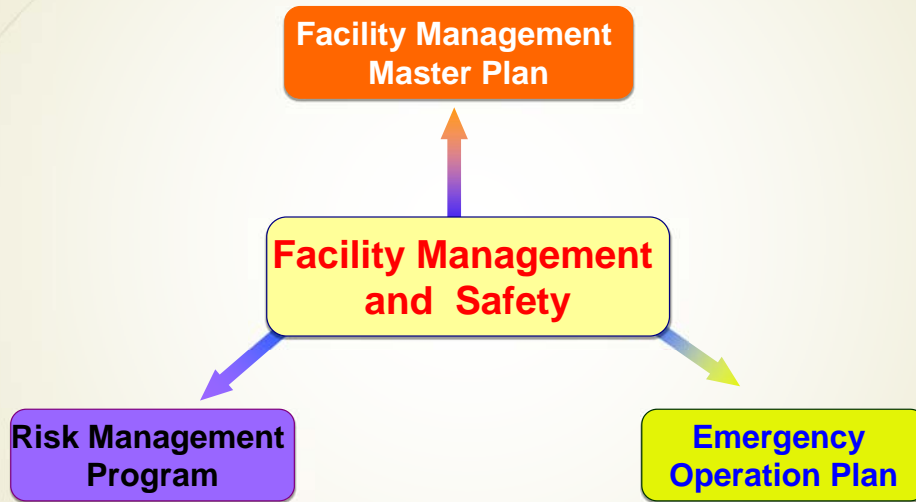 Facility Management
Master Plan
Facility Management
and Safety
Risk Management
Program
Emergency
Operation Plan